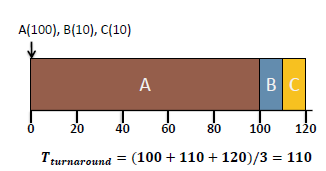 A(100), B(10), C(10)
A B C
0 20 40 60 80 100 120
T_turnaround = (100 + 110 + 120)/3 = 110